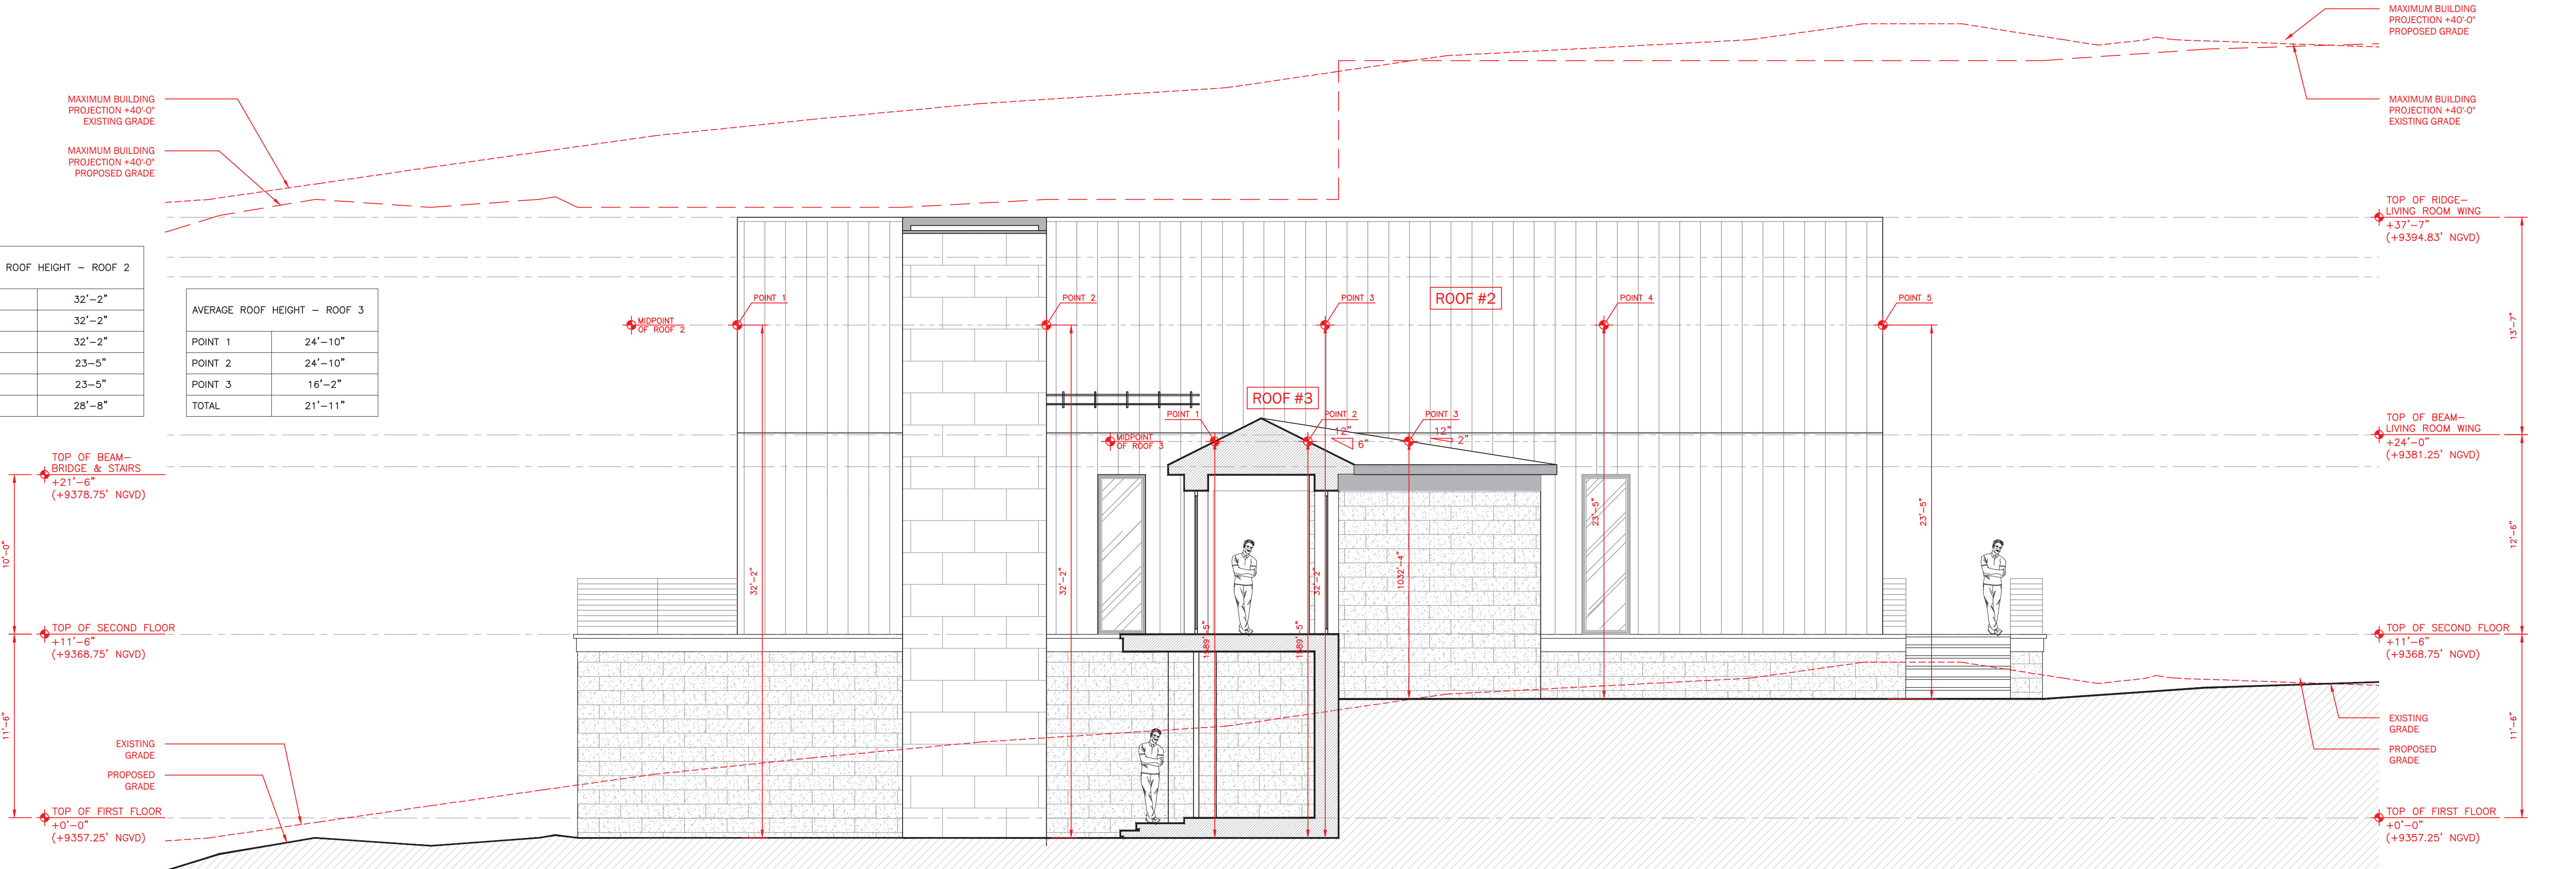 MAXIMUM BUILDING
PROJECTION +40'-0"
PROPOSED GRADE
MAXIMUM BUILDING
PROJECTION +40'-0"
EXISTING GRADE
MAXIMUM BUILDING
PROJECTION +40'-0"
EXISTING GRADE
MAXIMUM BUILDING
PROJECTION +40'-0"
PROPOSED GRADE
TOP OF RIDGE-
LIVING ROOM WING
+37'-7"
(+9394.83' NGVD)
ROOF HEIGHT - ROOF 2
32'-2"
32'-2"
32'-2"
23-5"
23-5"
28'-8"
AVERAGE ROOF HEIGHT - ROOF 3
POINT 1 24'-10"
POINT 2 24'-10"
POINT 3 16'-2"
TOTAL 21'-11"
MIDPOINT
OF ROOF 2
POINT 1
POINT 2
POINT 3
ROOF #2
POINT 4
POINT 5
13'-7"
ROOF #3
POINT 1
POINT 2
POINT 3
MIDPOINT
OF ROOF 3
12"
6"
12"
2"
TOP OF BEAM-
LIVING ROOM WING
+24'-0"
(+9381.25' NGVD)
TOP OF BEAM-
BRIDGE & STAIRS
+21'-6"
(+9378.75' NGVD)
10'-0"
32'-2"
32'-2"
32'-2"
1032'-4"
23'-5"
23'-5"
12'-6"
TOP OF SECOND FLOOR
+11'-6"
(+9368.75' NGVD)
TOP OF SECOND FLOOR
+11'-6"
(+9368.75' NGVD)
11'-6"
11'-6"
EXISTING
GRADE
PROPOSED
GRADE
EXISTING
GRADE
PROPOSED
GRADE
TOP OF FIRST FLOOR
+0'-0"
(+9357.25' NGVD)
TOP OF FIRST FLOOR
+0'-0"
(+9357.25' NGVD)